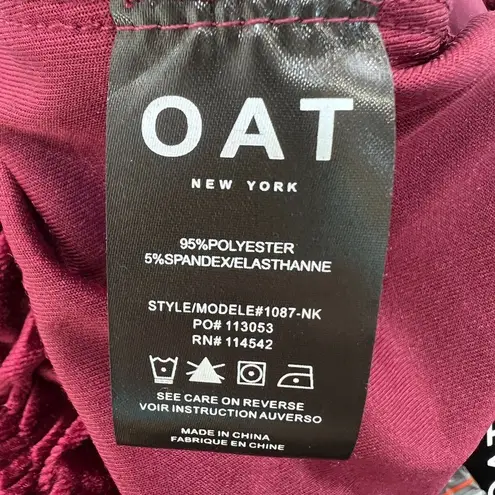 OAT
NEW YORK
95%POLYESTER
5%SPANDEX/ELASTHANNE
STYLE/MODELE#1087-NK
PO# 113053
RN# 114542
SEE CARE ON REVERSE
VOIR INSTRUCTION AUVERSO
MADE IN CHINA
FABRIQUE EN CHINE